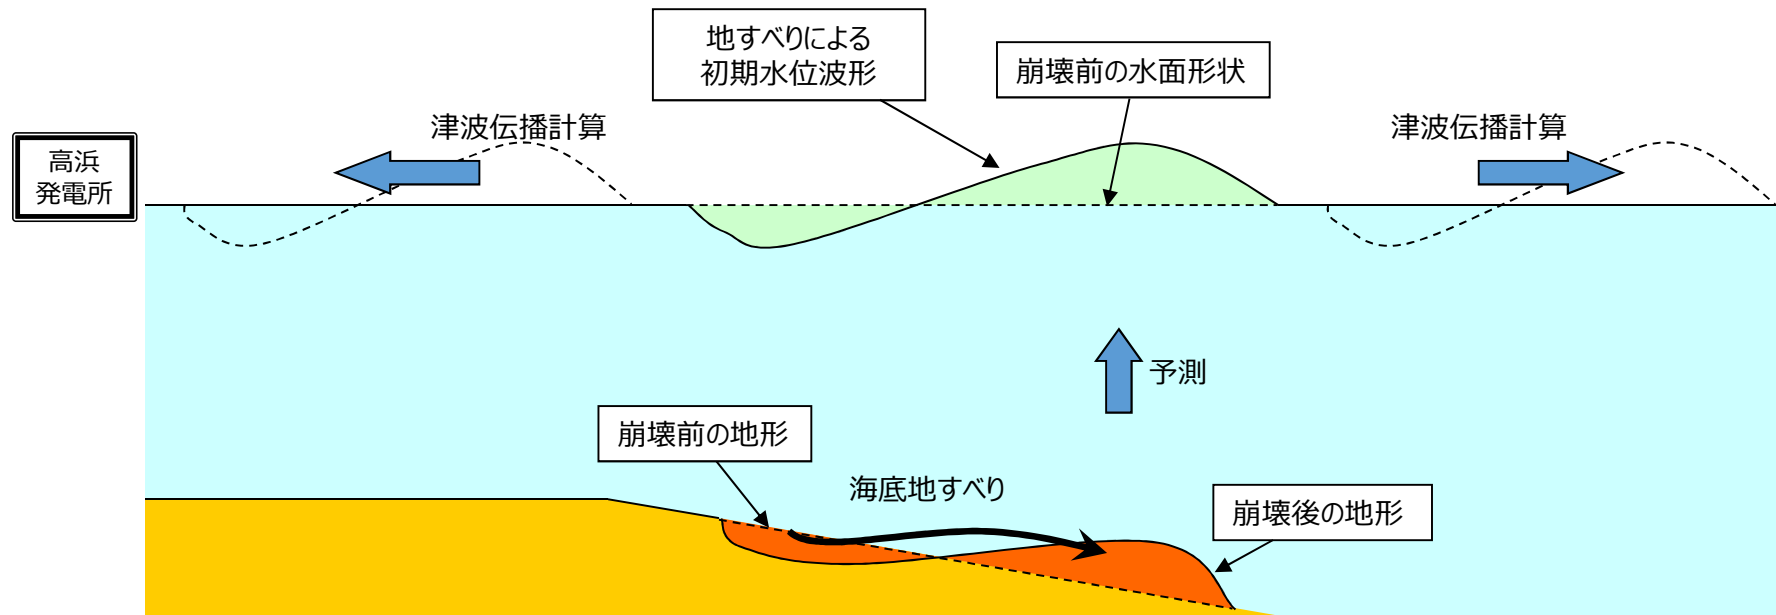 地すべりによる
初期水位波形
崩壊前の水面形状
津波伝播計算
津波伝播計算
高浜
発電所
予測
崩壊前の地形
海底地すべり
崩壊後の地形